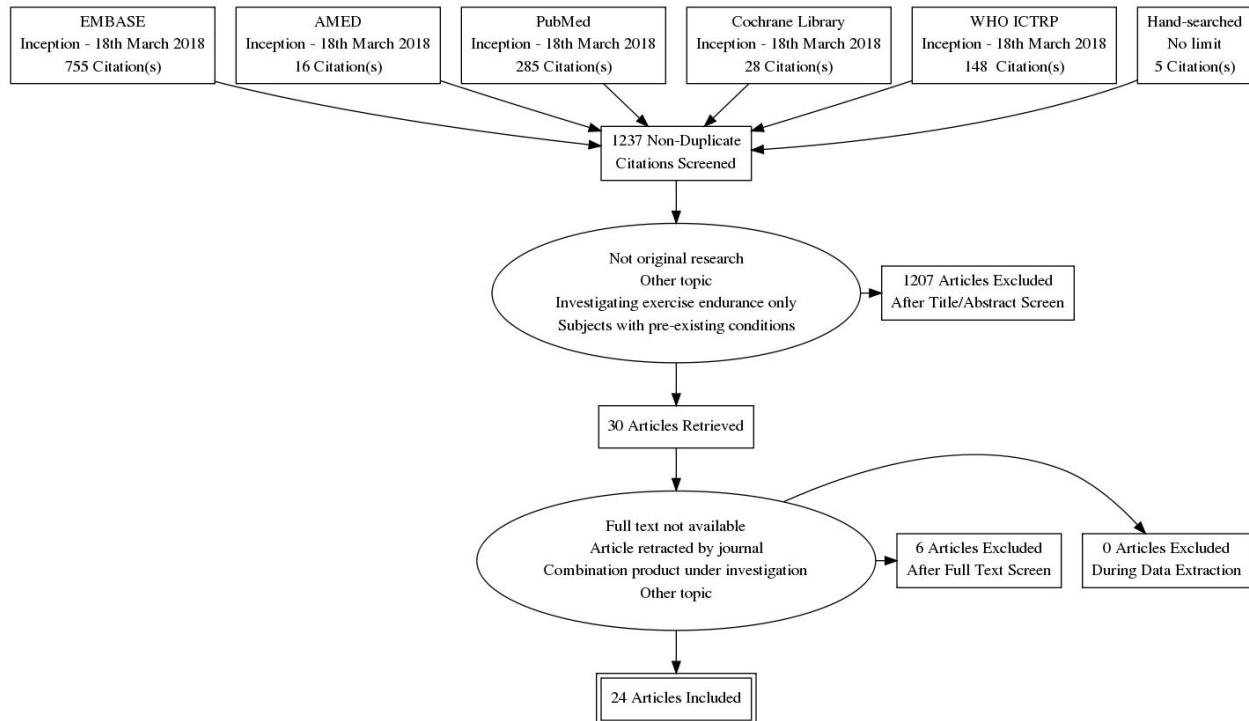 EMBASE
Inception - 18th March 2018
755 Citation(s)
AMED
Inception - 18th March 2018
16 Citation(s)
PubMed
Inception - 18th March 2018
285 Citation(s)
Cochrane Library
Inception - 18th March 2018
28 Citation(s)
WHO ICTRP
Inception - 18th March 2018
148 Citation(s)
Hand-searched
No limit
5 Citation(s)
1237 Non-Duplicate
Citations Screened
Not original research
Other topic
Investigating exercise endurance only
Subjects with pre-existing conditions
1207 Articles Excluded
After Title/Abstract Screen
30 Articles Retrieved
Full text not available
Article retracted by journal
Combination product under investigation
Other topic
6 Articles Excluded
After Full Text Screen
0 Articles Excluded
During Data Extraction
24 Articles Included